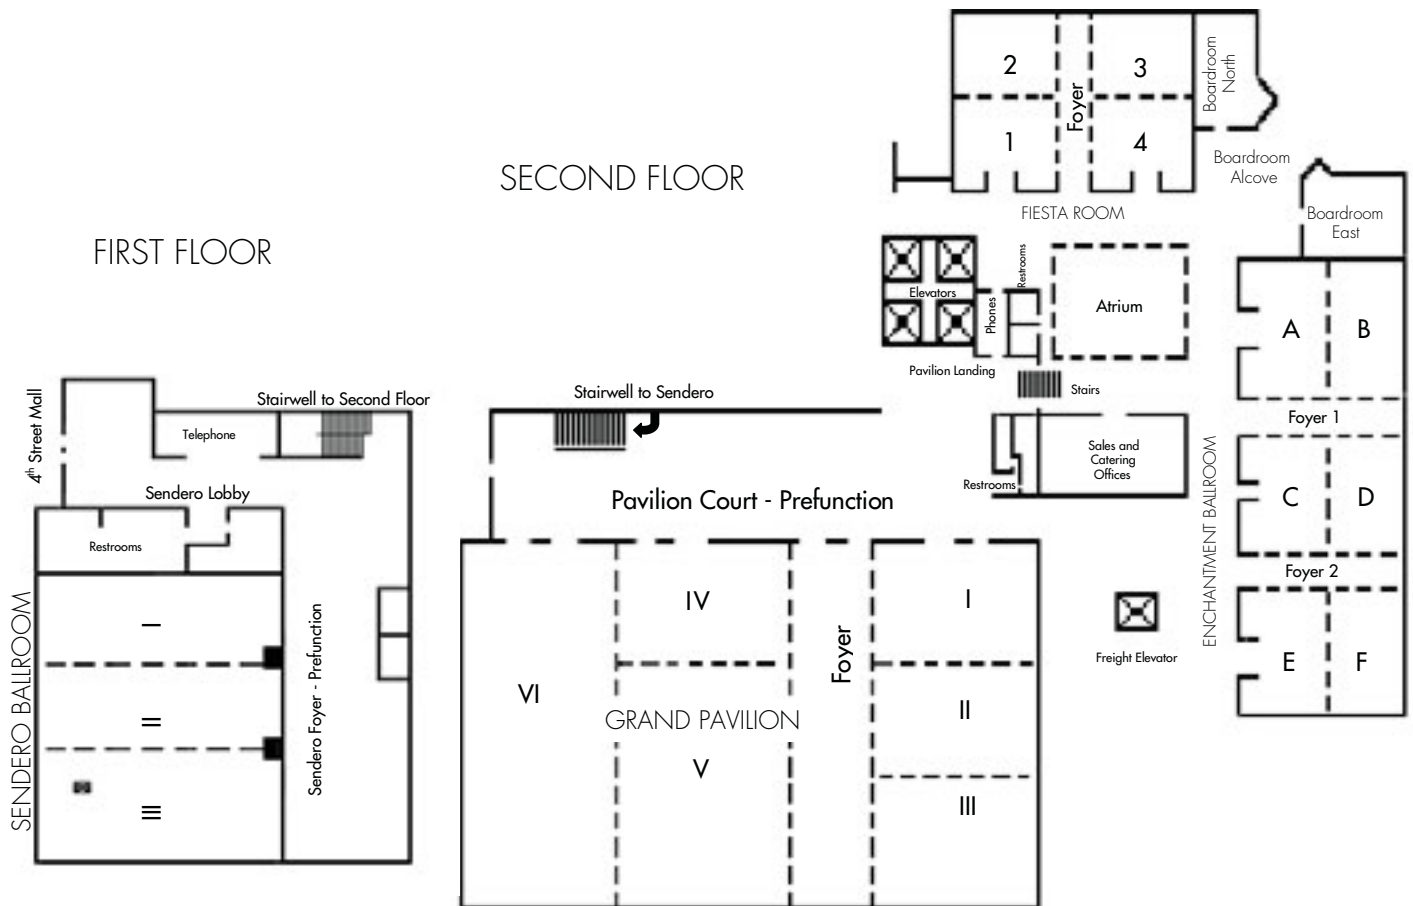 FIRST FLOOR
4th Street Mall
Stairwell to Second Floor
Telephone
Sendero Lobby
Restrooms
SENDERO BALLROOM
I
II
III
Sendero Foyer - Prefunction
SECOND FLOOR
2
3
1
4
Foyer
Boardroom
North
Boardroom
Alcove
FIESTA ROOM
Boardroom
East
Elevators
Phones
Restrooms
Atrium
Pavilion Landing
Stairs
Stairwell to Sendero
Pavilion Court - Prefunction
Restrooms
Sales and
Catering
Offices
ENCHANTMENT BALLROOM
A
B
Foyer 1
C
D
Foyer 2
E
F
Freight Elevator
IV
I
Foyer
VI
GRAND PAVILION
II
V
III